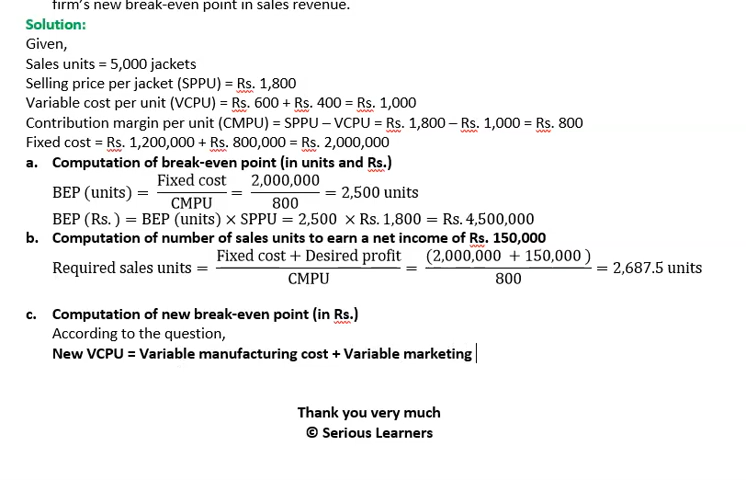 firm's new break-even point in sales revenue.
Solution:
Given,
Sales units = 5,000 jackets
Selling price per jacket (SPPU) = Rs. 1,800
Variable cost per unit (VCPU) = Rs. 600 + Rs. 400 = Rs. 1,000
Contribution margin per unit (CMPU) = SPPU – VCPU = Rs. 1,800 – Rs. 1,000 = Rs. 800
Fixed cost = Rs. 1,200,000 + Rs. 800,000 = Rs. 2,000,000
a. Computation of break-even point (in units and Rs.)
BEP (units) = Fixed cost / CMPU = 2,000,000 / 800 = 2,500 units
BEP (Rs. ) = BEP (units) × SPPU = 2,500 × Rs. 1,800 = Rs. 4,500,000
b. Computation of number of sales units to earn a net income of Rs. 150,000
Required sales units = Fixed cost + Desired profit / CMPU = (2,000,000 + 150,000 ) / 800 = 2,687.5 units
c. Computation of new break-even point (in Rs.)
According to the question,
New VCPU = Variable manufacturing cost + Variable marketing
Thank you very much
© Serious Learners